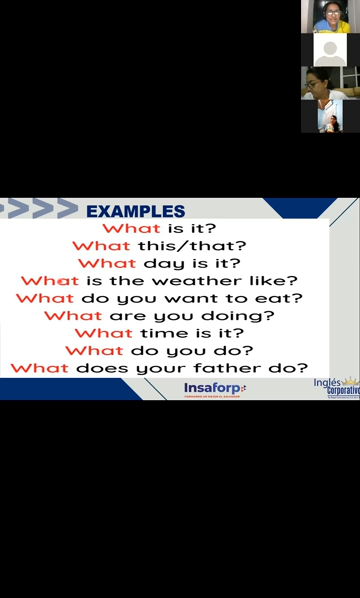 EXAMPLES
What is it?
What this/that?
What day is it?
What is the weather like?
What do you want to eat?
What are you doing?
What time is it?
What do you do?
What does your father do?
Insaforp
Inglés
corporativo